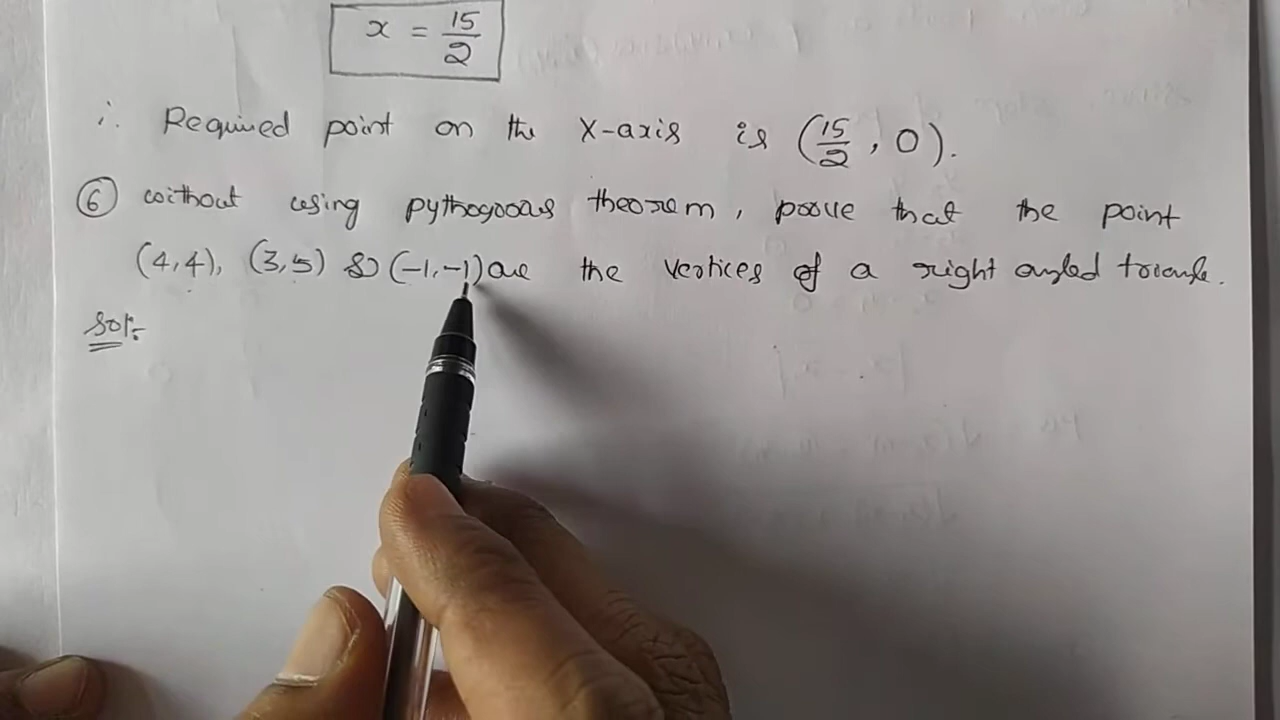 x = 15/2
∴ Required point on the X-axis is (15/2, 0).
⑥ without using pythogoras theorem, prove that the point
(4,4), (3,5) & (-1,-1) are the vertices of a right angled triangle.
Sol:-